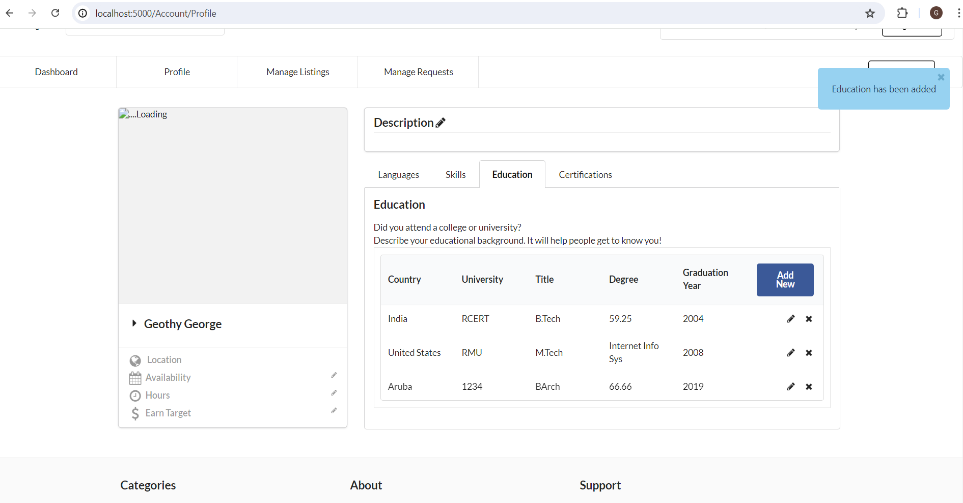 localhost:5000/Account/Profile
G
Dashboard
Profile
Manage Listings
Manage Requests
Education has been added
...Loading
Description
Languages
Skills
Education
Certifications
Education
Did you attend a college or university?
Describe your educational background. It will help people get to know you!
Country
University
Title
Degree
Graduation
Year
Add
New
India
RCERT
B.Tech
59.25
2004
United States
RMU
M.Tech
Internet Info
Sys
2008
Aruba
1234
BArch
66.66
2019
Geothy George
Location
Availability
Hours
Earn Target
Categories
About
Support